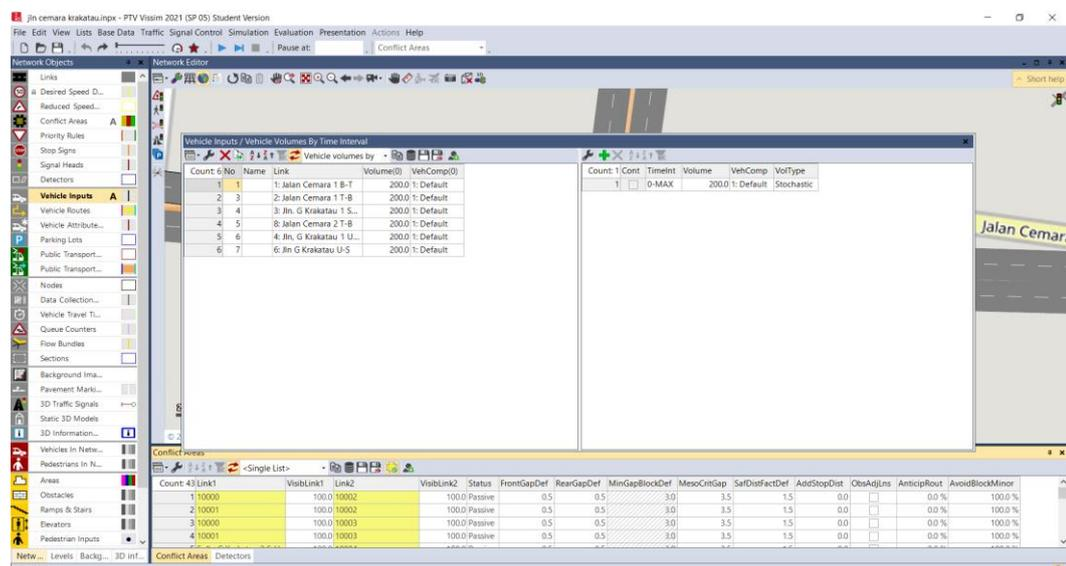 jln cemara krakatau.inpx - PTV Vissim 2021 (SP 05) Student Version
File Edit View Lists Base Data Traffic Signal Control Simulation Evaluation Presentation Actions Help
Pause at: Conflict Areas
Network Objects
Network Editor
Short help
Links
Desired Speed D...
Reduced Speed...
Conflict Areas A
Priority Rules
Stop Signs
Signal Heads
Detectors
Vehicle Inputs A
Vehicle Routes
Vehicle Attribute...
Parking Lots
Public Transport...
Public Transport...
Nodes
Data Collection...
Vehicle Travel Ti...
Queue Counters
Flow Bundles
Sections
Background Ima...
Pavement Marki...
3D Traffic Signals
Static 3D Models
3D Information...
Vehicles In Netw...
Pedestrians In N...
Areas
Obstacles
Ramps & Stairs
Elevators
Pedestrian Inputs
Netw... Levels Backg... 3D inf...
Vehicle Inputs / Vehicle Volumes By Time Interval
Vehicle volumes by
Count: 6 No Name Link Volume(0) VehComp(0)
1 1 1: Jalan Cemara 1 B-T 200.0 1: Default
2 3 2: Jalan Cemara 1 T-B 200.0 1: Default
3 4 3: Jln. G Krakatau 1 S... 200.0 1: Default
4 5 8: Jalan Cemara 2 T-B 200.0 1: Default
5 6 4: Jln, G Krakatau 1 U... 200.0 1: Default
6 7 6: Jln G Krakatau U-S 200.0 1: Default
Count: 1 Cont TimeInt Volume VehComp VolType
1 0-MAX 200.0 1: Default Stochastic
Jalan Cemar
Conflict Areas
<Single List>
Count: 43 Link1 VisibLink1 Link2 VisibLink2 Status FrontGapDef RearGapDef MinGapBlockDef MesoCritGap SafDistFactDef AddStopDist ObsAdjLns AnticipRout AvoidBlockMinor
1 10000 100.0 10002 100.0 Passive 0.5 0.5 3.0 3.5 1.5 0.0 0.0 % 100.0 %
2 10001 100.0 10002 100.0 Passive 0.5 0.5 3.0 3.5 1.5 0.0 0.0 % 100.0 %
3 10000 100.0 10003 100.0 Passive 0.5 0.5 3.0 3.5 1.5 0.0 0.0 % 100.0 %
4 10001 100.0 10003 100.0 Passive 0.5 0.5 3.0 3.5 1.5 0.0 0.0 % 100.0 %
Conflict Areas Detectors